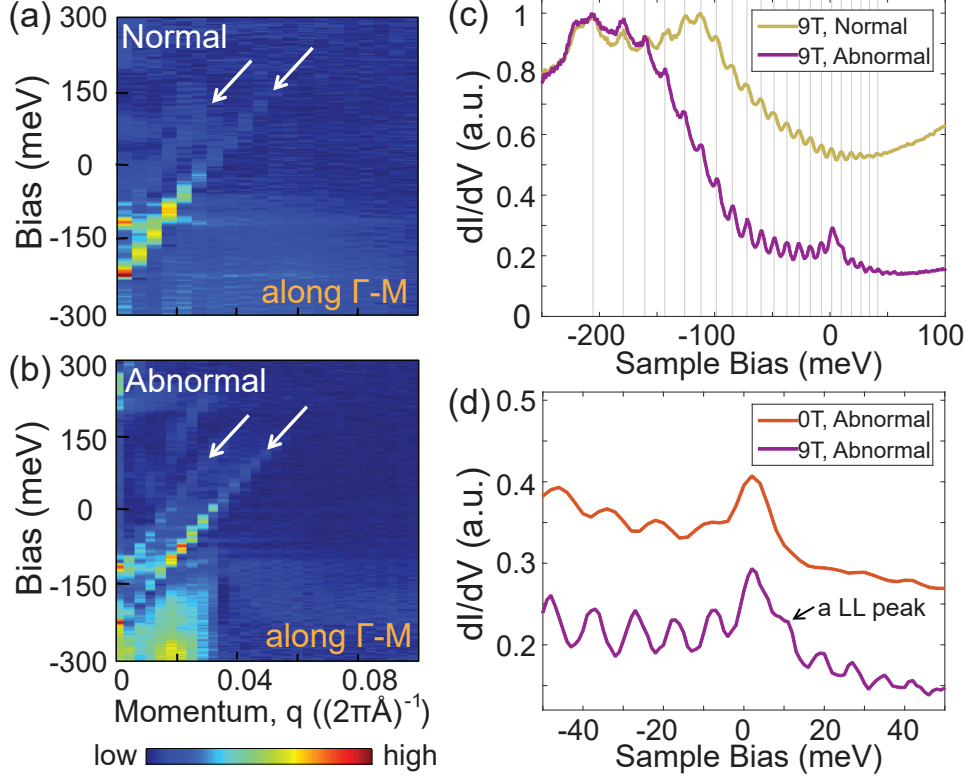 (a)
Normal
300
150
0
-150
-300
Bias (meV)
along Γ-M
(b)
Abnormal
300
150
0
-150
-300
Bias (meV)
along Γ-M
0
0.04
0.08
Momentum, q ((2πÅ)⁻¹)
low
high
(c)
9T, Normal
9T, Abnormal
1
0.8
0.6
0.4
0.2
0
dI/dV (a.u.)
-200
-100
0
100
Sample Bias (meV)
(d)
0T, Abnormal
9T, Abnormal
0.5
0.4
0.3
0.2
dI/dV (a.u.)
a LL peak
-40
-20
0
20
40
Sample Bias (meV)